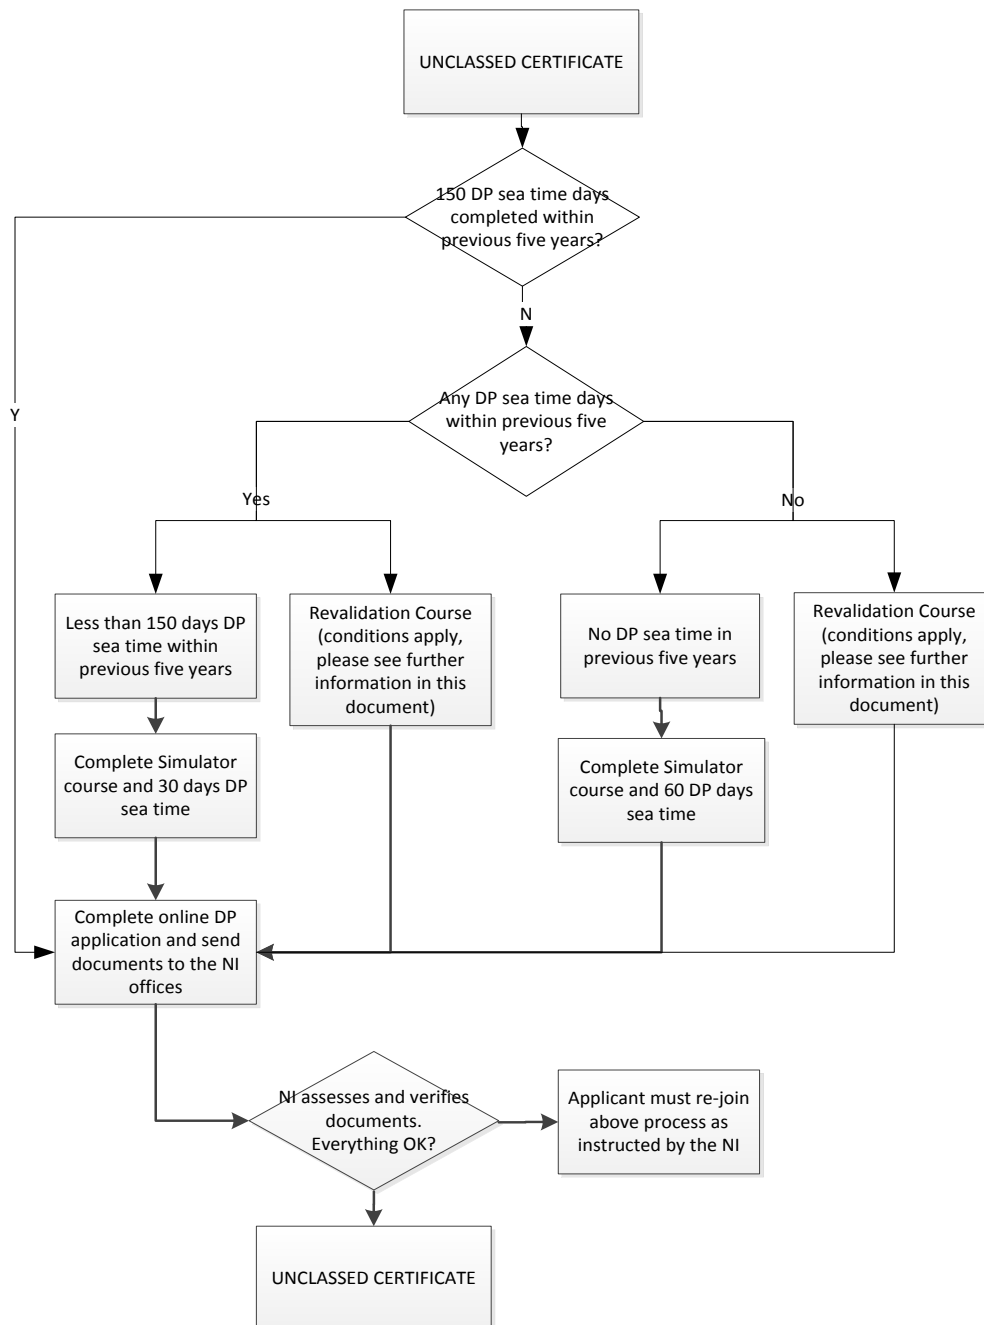 UNCLASSED CERTIFICATE
150 DP sea time days
completed within
previous five years?
N
Y
Any DP sea time days
within previous five
years?
Yes
No
Less than 150 days DP
sea time within
previous five years
Revalidation Course
(conditions apply,
please see further
information in this
document)
No DP sea time in
previous five years
Revalidation Course
(conditions apply,
please see further
information in this
document)
Complete Simulator
course and 30 days DP
sea time
Complete Simulator
course and 60 DP days
sea time
Complete online DP
application and send
documents to the NI
offices
NI assesses and verifies
documents.
Everything OK?
Applicant must re-join
above process as
instructed by the NI
UNCLASSED CERTIFICATE